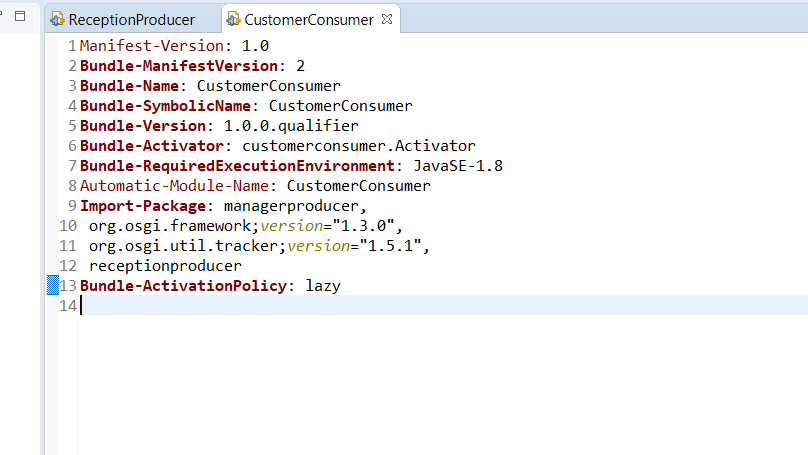 ReceptionProducer CustomerConsumer
1 Manifest-Version: 1.0
2 Bundle-ManifestVersion: 2
3 Bundle-Name: CustomerConsumer
4 Bundle-SymbolicName: CustomerConsumer
5 Bundle-Version: 1.0.0.qualifier
6 Bundle-Activator: customerconsumer.Activator
7 Bundle-RequiredExecutionEnvironment: JavaSE-1.8
8 Automatic-Module-Name: CustomerConsumer
9 Import-Package: managerproducer,
10 org.osgi.framework;version="1.3.0",
11 org.osgi.util.tracker;version="1.5.1",
12 receptionproducer
13 Bundle-ActivationPolicy: lazy
14